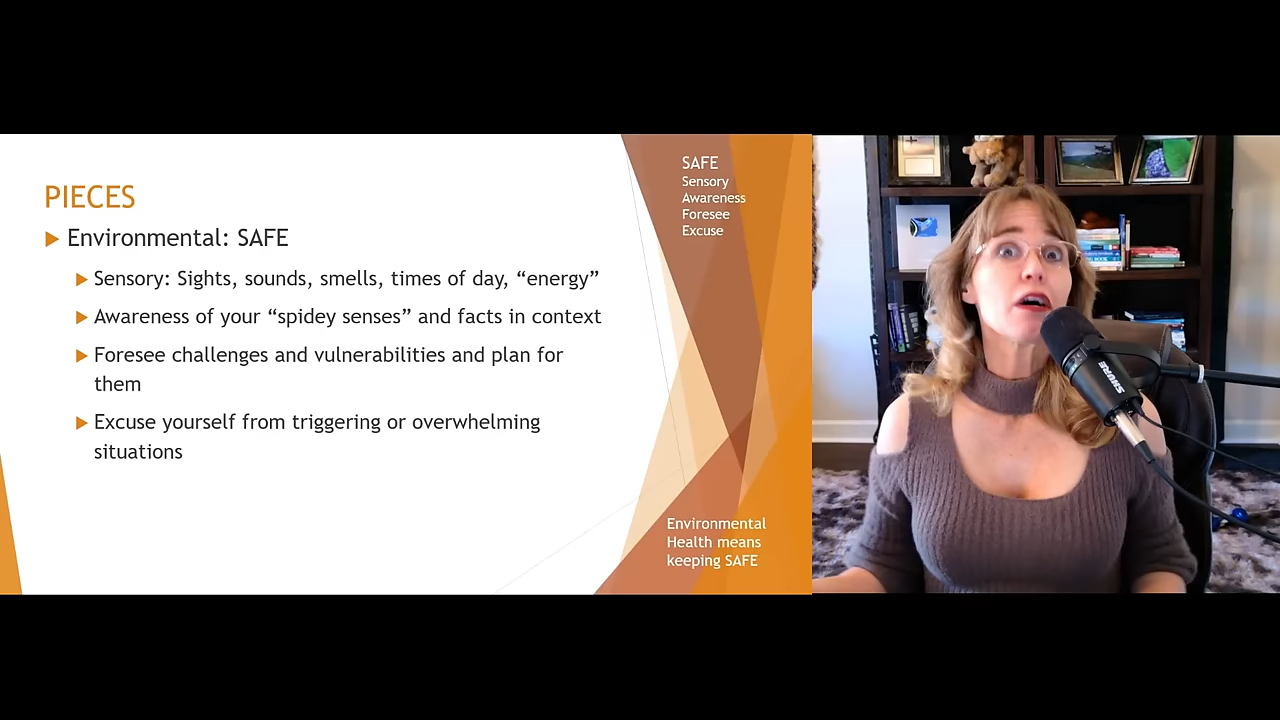 PIECES
Environmental: SAFE
Sensory: Sights, sounds, smells, times of day, “energy”
Awareness of your “spidey senses” and facts in context
Foresee challenges and vulnerabilities and plan for
them
Excuse yourself from triggering or overwhelming
situations
SAFE
Sensory
Awareness
Foresee
Excuse
Environmental
Health means
keeping SAFE
SHURE